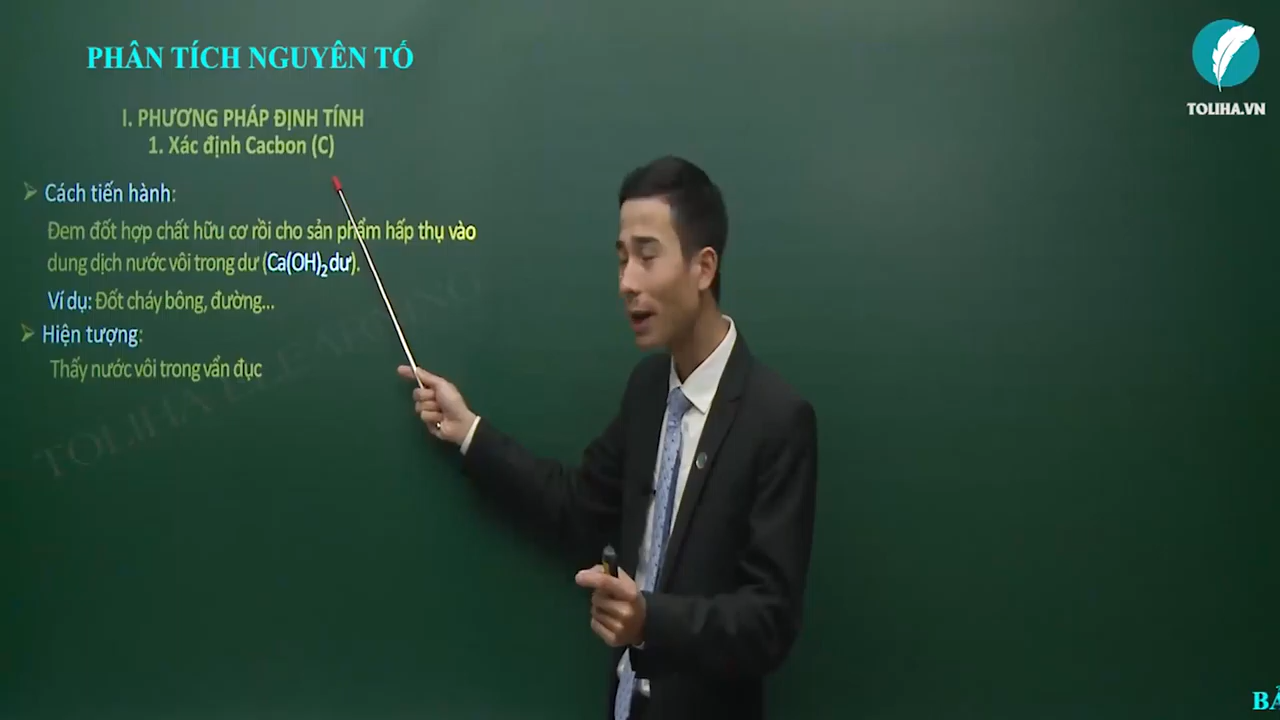 PHÂN TÍCH NGUYÊN TỐ
TOLIHA.VN
I. PHƯƠNG PHÁP ĐỊNH TÍNH
1. Xác định Cacbon (C)
Cách tiến hành:
Đem đốt hợp chất hữu cơ rồi cho sản phẩm hấp thụ vào
dung dịch nước vôi trong dư (Ca(OH)₂ dư).
Ví dụ: Đốt cháy bông, đường...
Hiện tượng:
Thấy nước vôi trong vẩn đục
TOLIHA ELEARNING